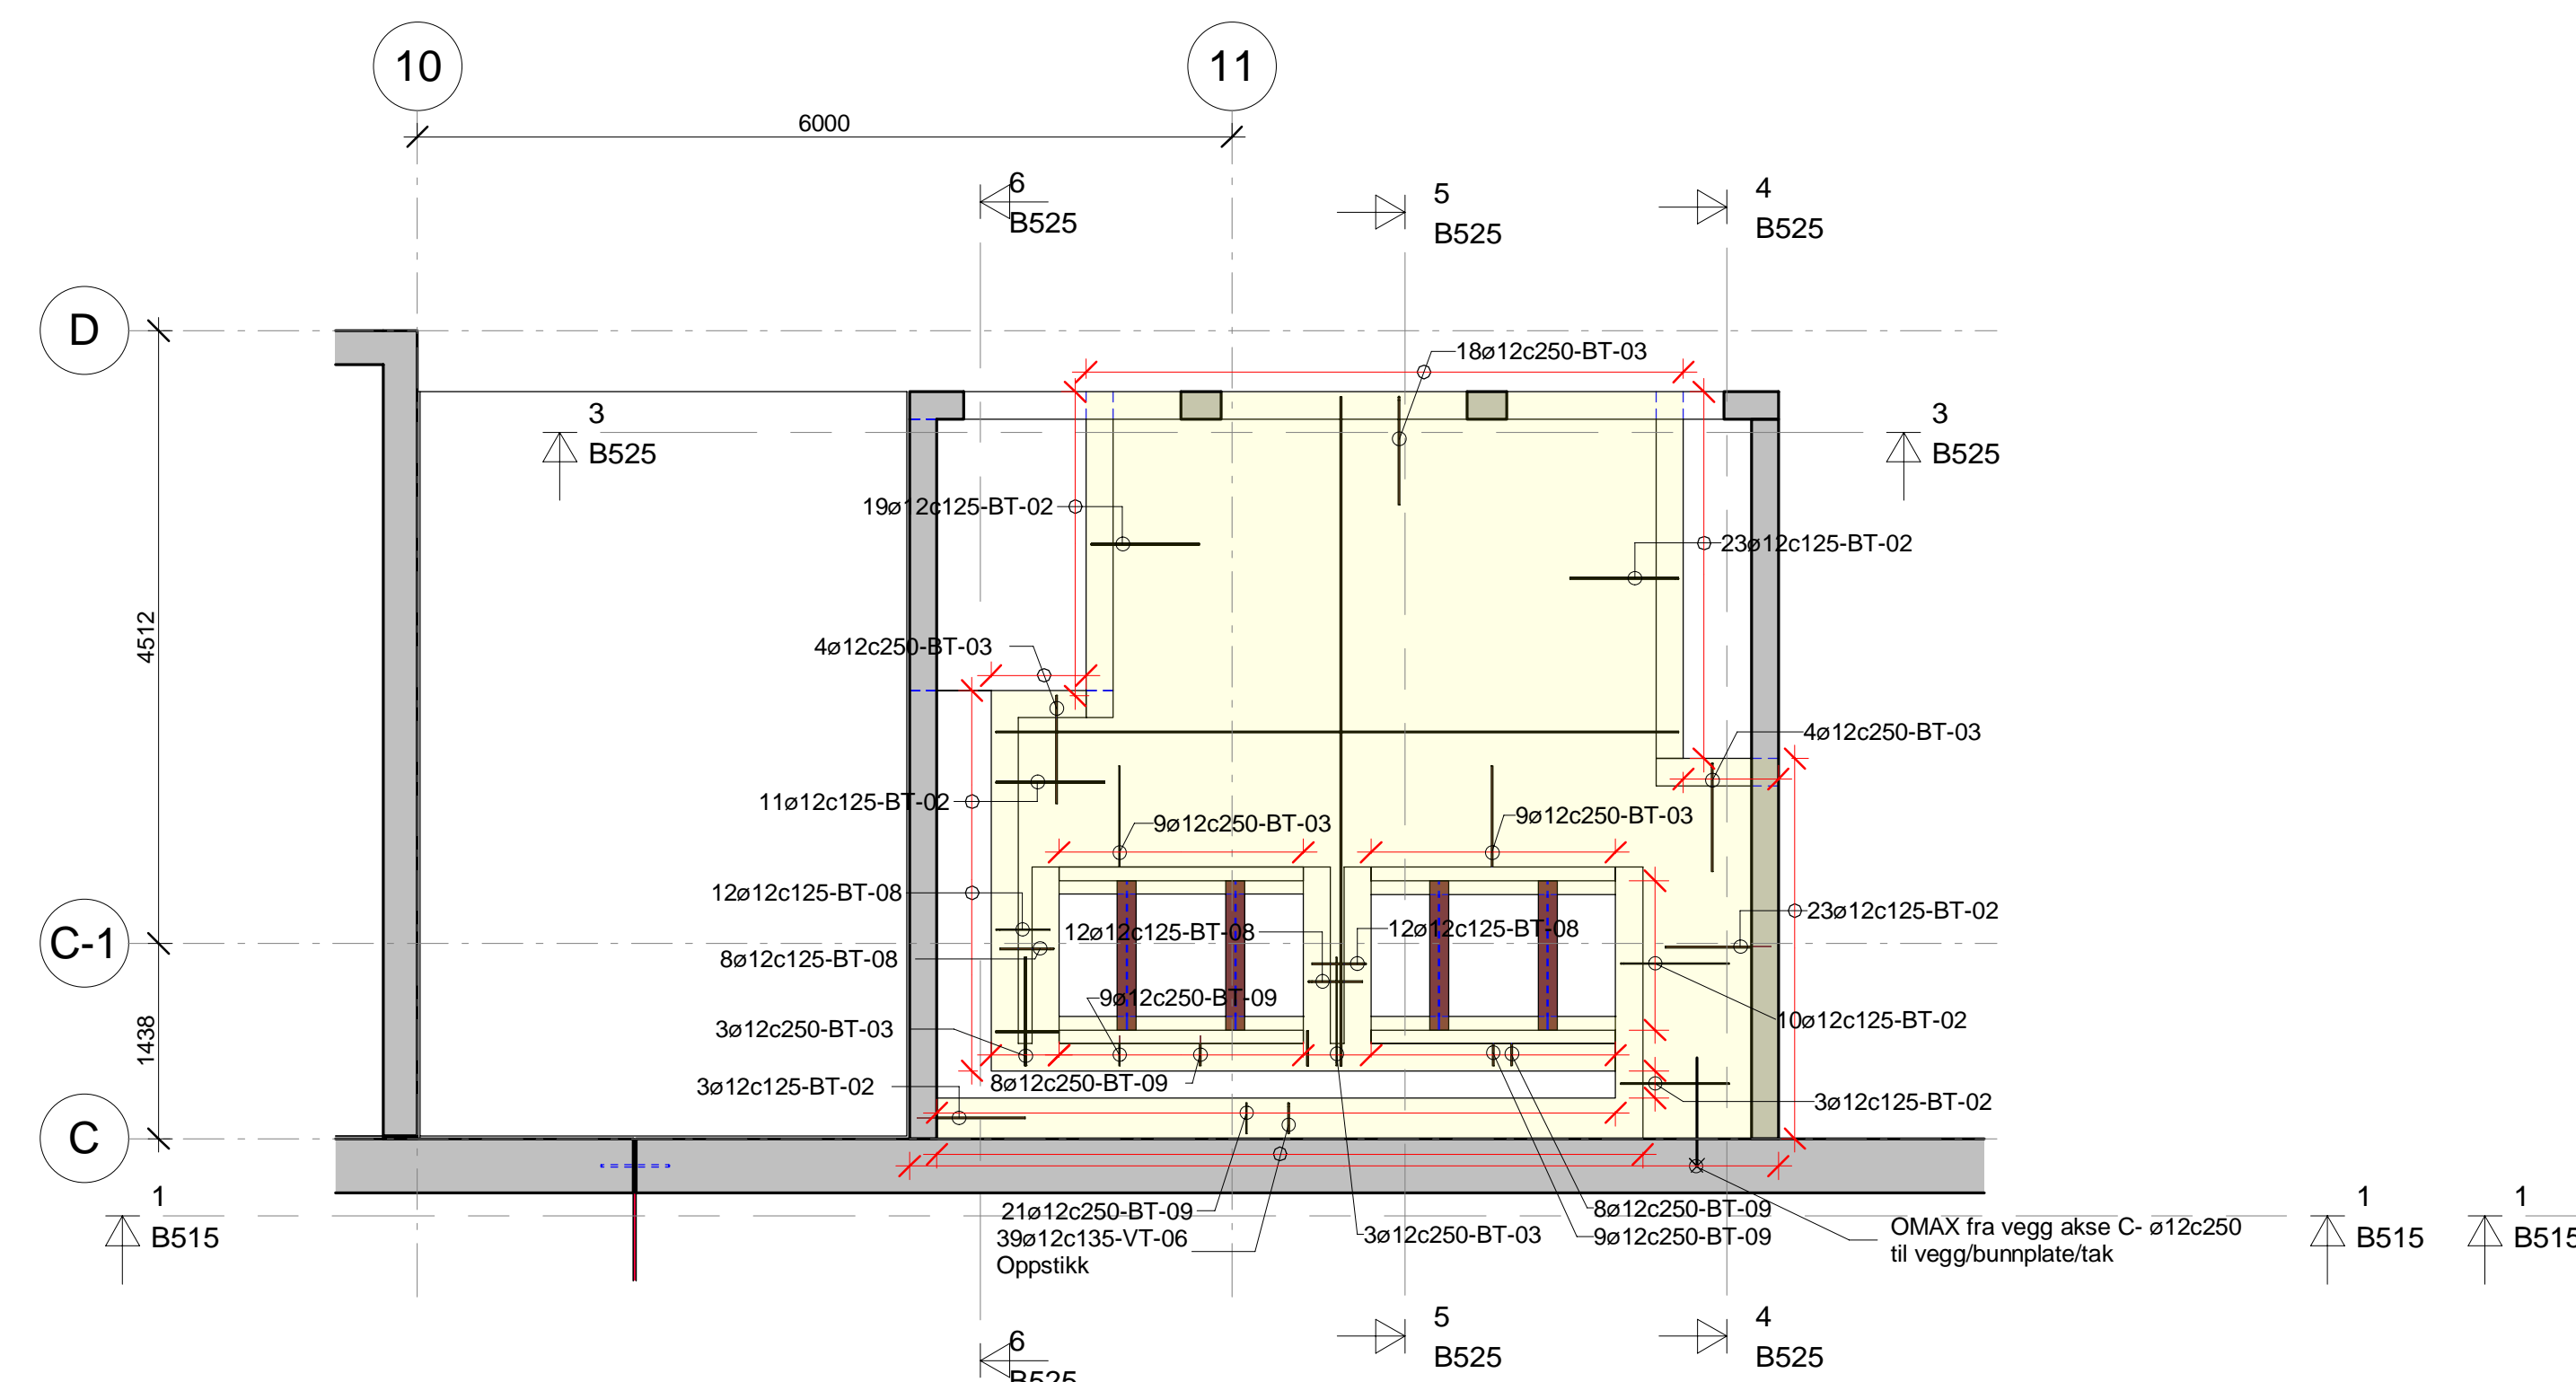 10
11
6000
6
B525
5
B525
4
B525
D
18ø12c250-BT-03
3
B525
3
B525
19ø12c125-BT-02
23ø12c125-BT-02
4512
4ø12c250-BT-03
4ø12c250-BT-03
11ø12c125-BT-02
9ø12c250-BT-03
9ø12c250-BT-03
12ø12c125-BT-08
23ø12c125-BT-02
C-1
12ø12c125-BT-08
12ø12c125-BT-08
8ø12c125-BT-08
9ø12c250-BT-09
10ø12c125-BT-02
1438
3ø12c250-BT-03
8ø12c250-BT-09
3ø12c125-BT-02
3ø12c125-BT-02
C
1
B515
21ø12c250-BT-09
39ø12c135-VT-06
Oppstikk
3ø12c250-BT-03
8ø12c250-BT-09
9ø12c250-BT-09
OMAX fra vegg akse C- ø12c250
til vegg/bunnplate/tak
1
B515
1
B515
6
B525
5
B525
4
B525